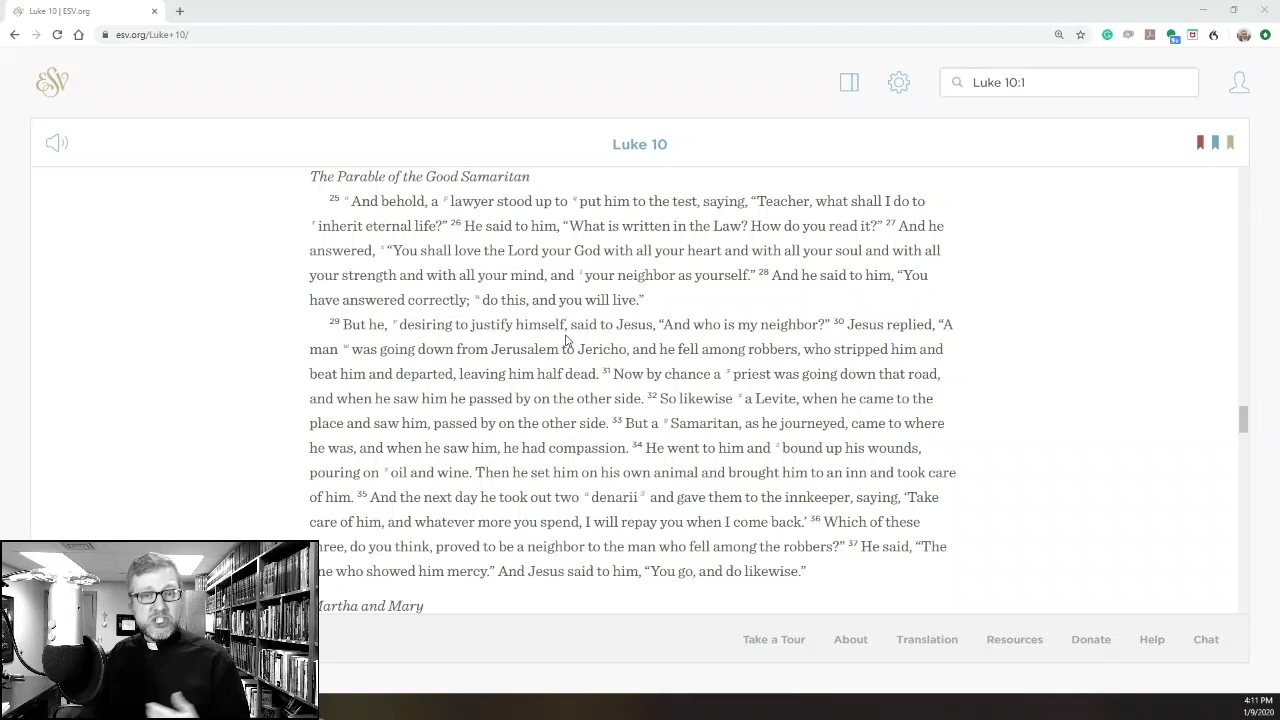 Luke 10 | ESV.org
esv.org/Luke+10/
9+
ESV
Luke 10:1
Luke 10
The Parable of the Good Samaritan
25 And behold, a lawyer stood up to put him to the test, saying, “Teacher, what shall I do to
inherit eternal life?” 26 He said to him, “What is written in the Law? How do you read it?” 27 And he
answered, “You shall love the Lord your God with all your heart and with all your soul and with all
your strength and with all your mind, and your neighbor as yourself.” 28 And he said to him, “You
have answered correctly; do this, and you will live.”
29 But he, desiring to justify himself, said to Jesus, “And who is my neighbor?” 30 Jesus replied, “A
man was going down from Jerusalem to Jericho, and he fell among robbers, who stripped him and
beat him and departed, leaving him half dead. 31 Now by chance a priest was going down that road,
and when he saw him he passed by on the other side. 32 So likewise a Levite, when he came to the
place and saw him, passed by on the other side. 33 But a Samaritan, as he journeyed, came to where
he was, and when he saw him, he had compassion. 34 He went to him and bound up his wounds,
pouring on oil and wine. Then he set him on his own animal and brought him to an inn and took care
of him. 35 And the next day he took out two denarii and gave them to the innkeeper, saying, ‘Take
care of him, and whatever more you spend, I will repay you when I come back.’ 36 Which of these
hree, do you think, proved to be a neighbor to the man who fell among the robbers?” 37 He said, “The
ne who showed him mercy.” And Jesus said to him, “You go, and do likewise.”
Martha and Mary
Take a Tour About Translation Resources Donate Help Chat
4:11 PM
1/9/2020